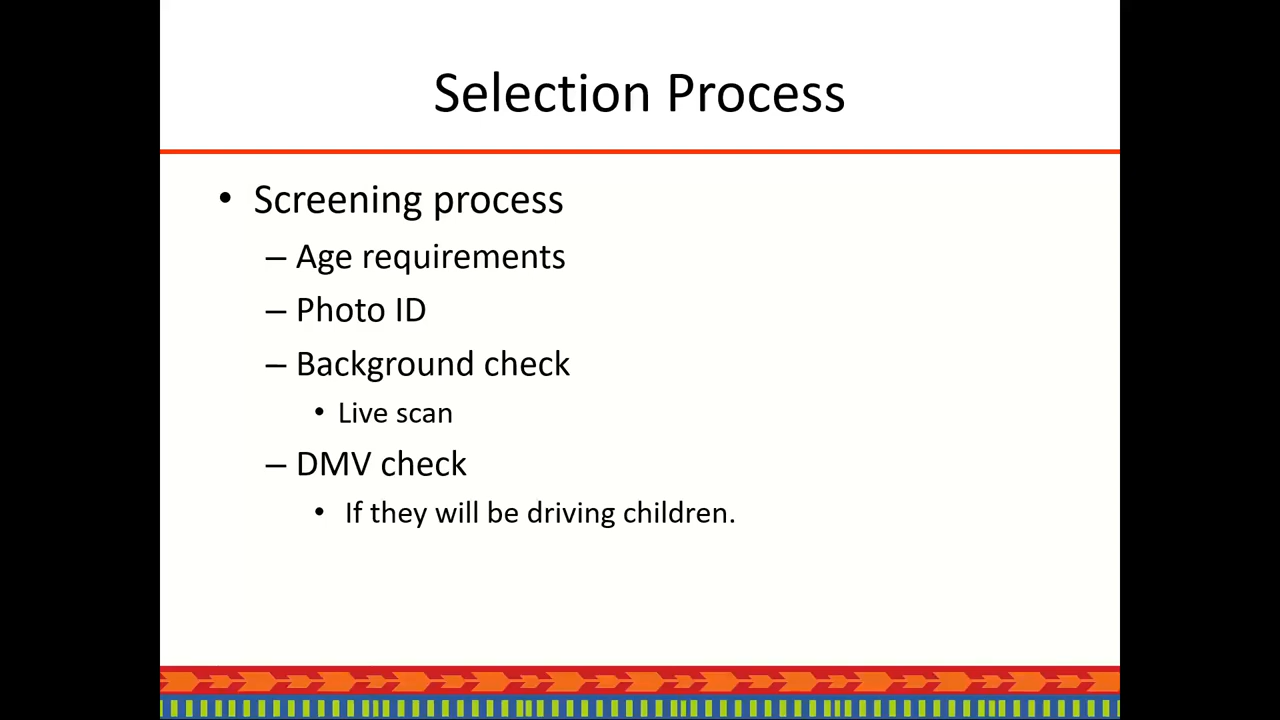 Selection Process
• Screening process
– Age requirements
– Photo ID
– Background check
• Live scan
– DMV check
• If they will be driving children.